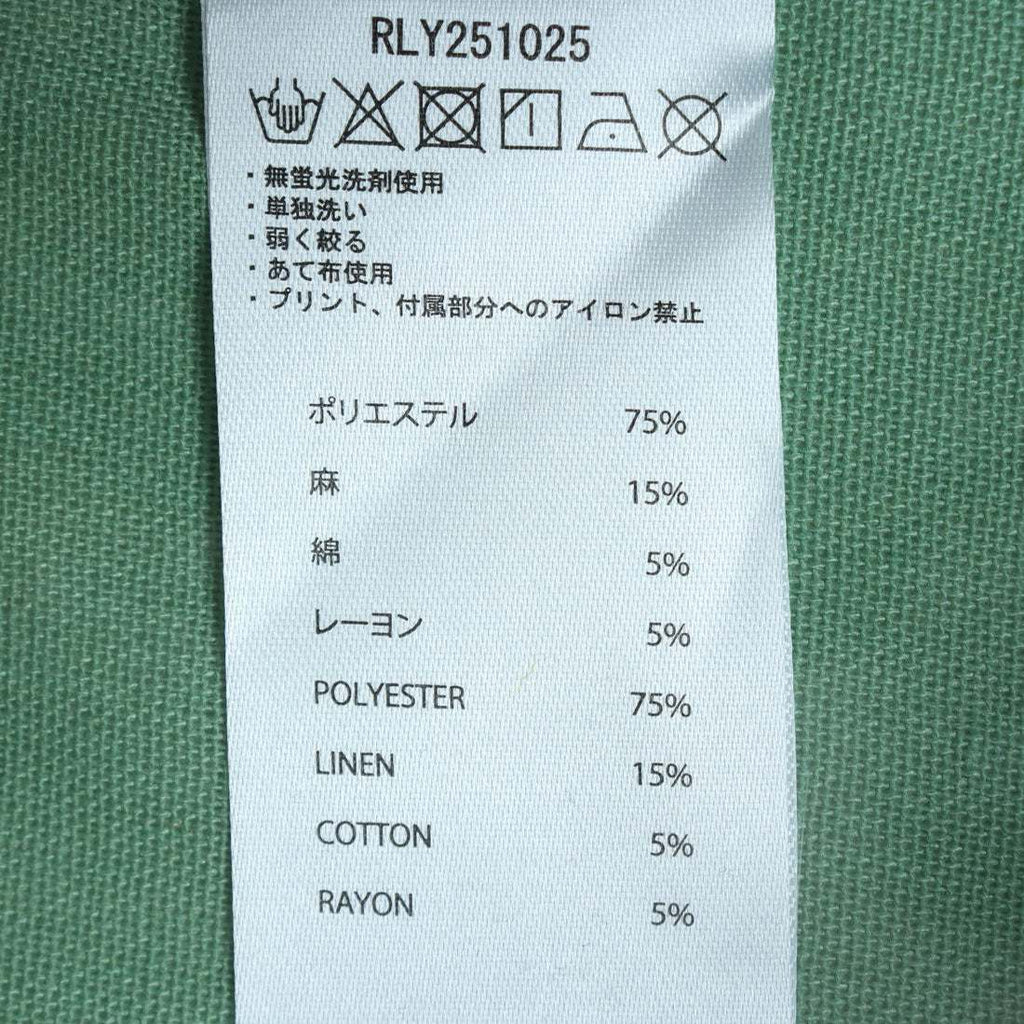 RLY251025
・無蛍光洗剤使用
・単独洗い
・弱く絞る
・あて布使用
・プリント、付属部分へのアイロン禁止
ポリエステル 75%
麻 15%
綿 5%
レーヨン 5%
POLYESTER 75%
LINEN 15%
COTTON 5%
RAYON 5%